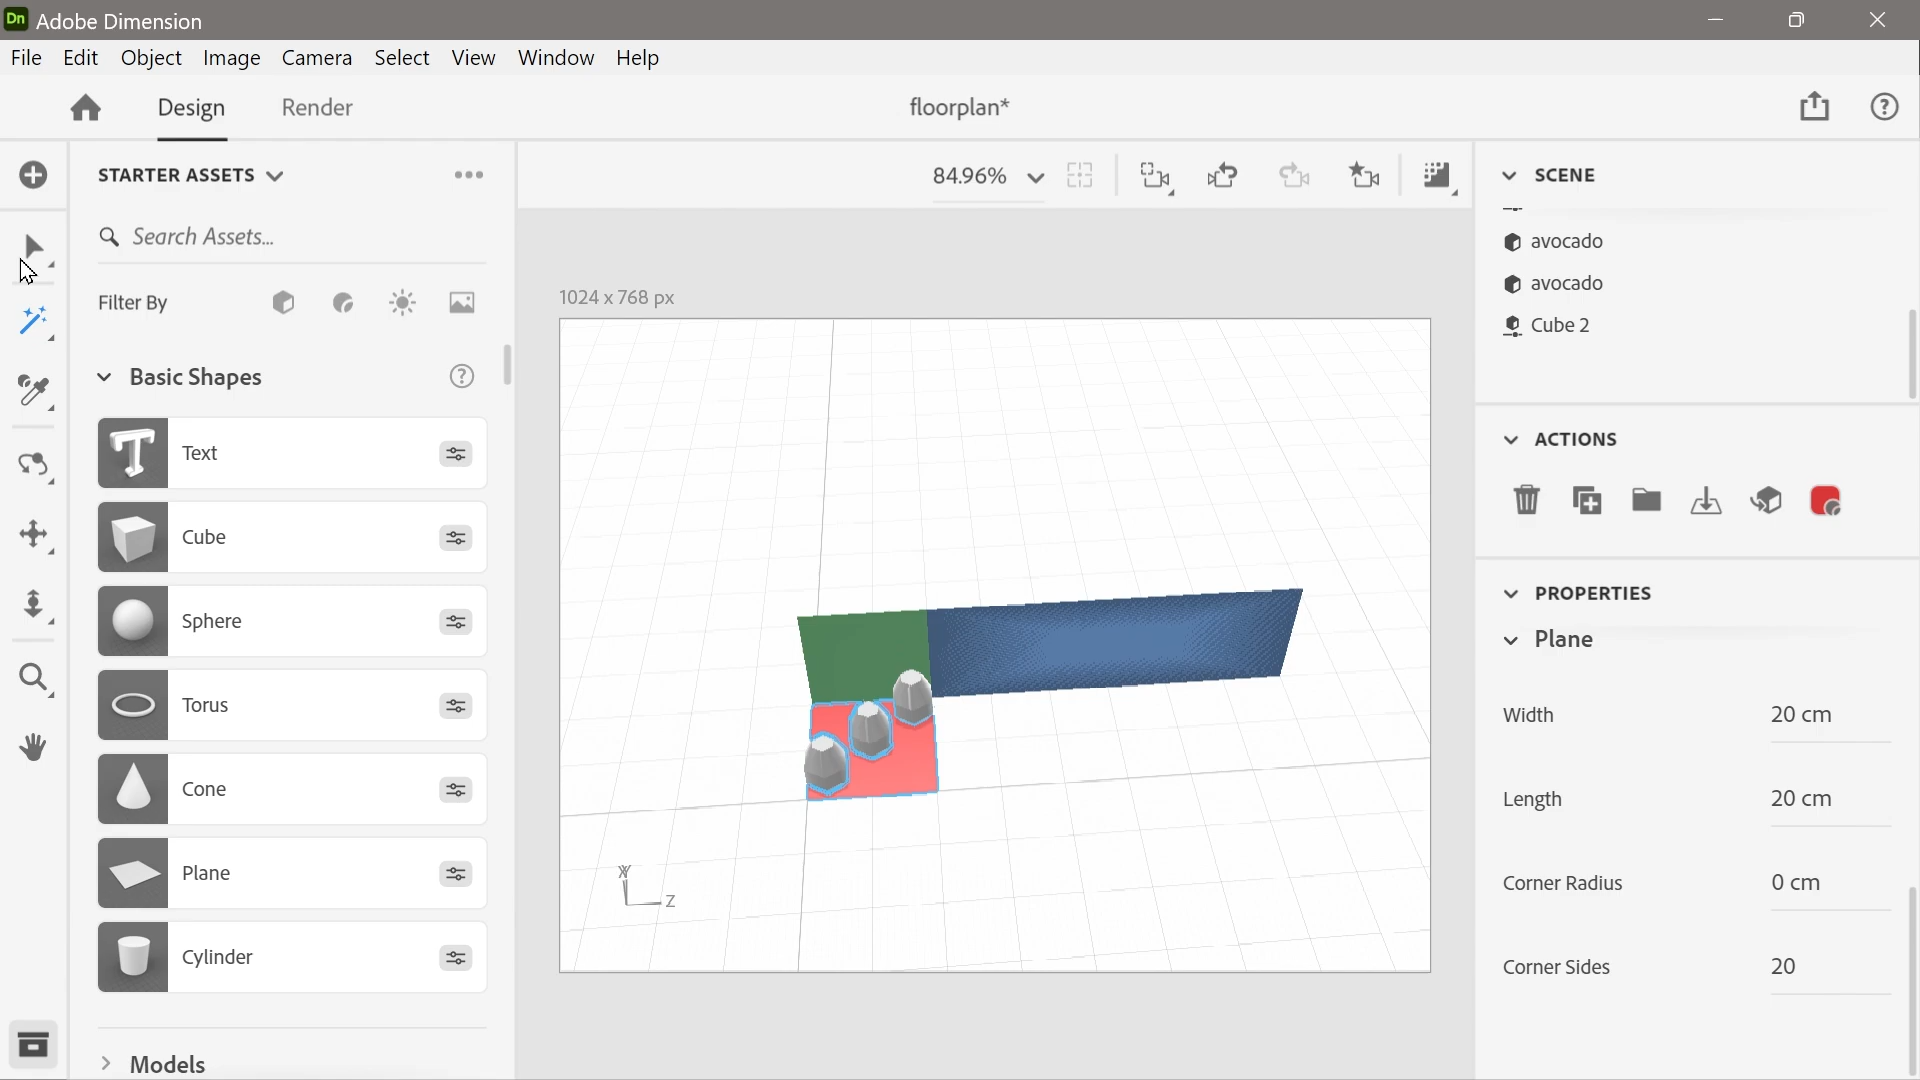 Dn Adobe Dimension
File Edit Object Image Camera Select View Window Help
Design Render floorplan*
STARTER ASSETS
Search Assets...
Filter By
Basic Shapes
Text
Cube
Sphere
Torus
Cone
Plane
Cylinder
Models
84.96%
1024 x 768 px
X Y Z
SCENE
avocado
avocado
Cube 2
ACTIONS
PROPERTIES
Plane
Width 20 cm
Length 20 cm
Corner Radius 0 cm
Corner Sides 20